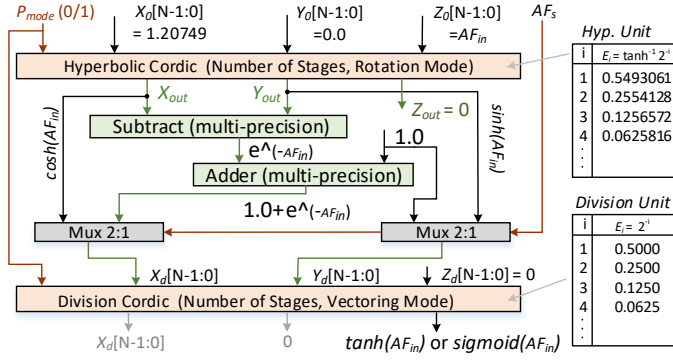 P_mode (0/1)
X_0[N-1:0]
= 1.20749
Y_0[N-1:0]
=0.0
Z_0[N-1:0]
=AF_in
AF_s
Hyperbolic Cordic (Number of Stages, Rotation Mode)
X_out
Y_out
Z_out = 0
cosh(AF_in)
sinh(AF_in)
Subtract (multi-precision)
e^(-AF_in)
1.0
Adder (multi-precision)
1.0+e^(-AF_in)
Mux 2:1
Mux 2:1
X_d[N-1:0]
Y_d[N-1:0]
Z_d[N-1:0] = 0
Division Cordic (Number of Stages, Vectoring Mode)
X_d[N-1:0]
0
tanh(AF_in) or sigmoid(AF_in)
Hyp. Unit
i E_i = tanh⁻¹ 2⁻ⁱ
1 0.5493061
2 0.2554128
3 0.1256572
4 0.0625816
Division Unit
i E_i = 2⁻ⁱ
1 0.5000
2 0.2500
3 0.1250
4 0.0625